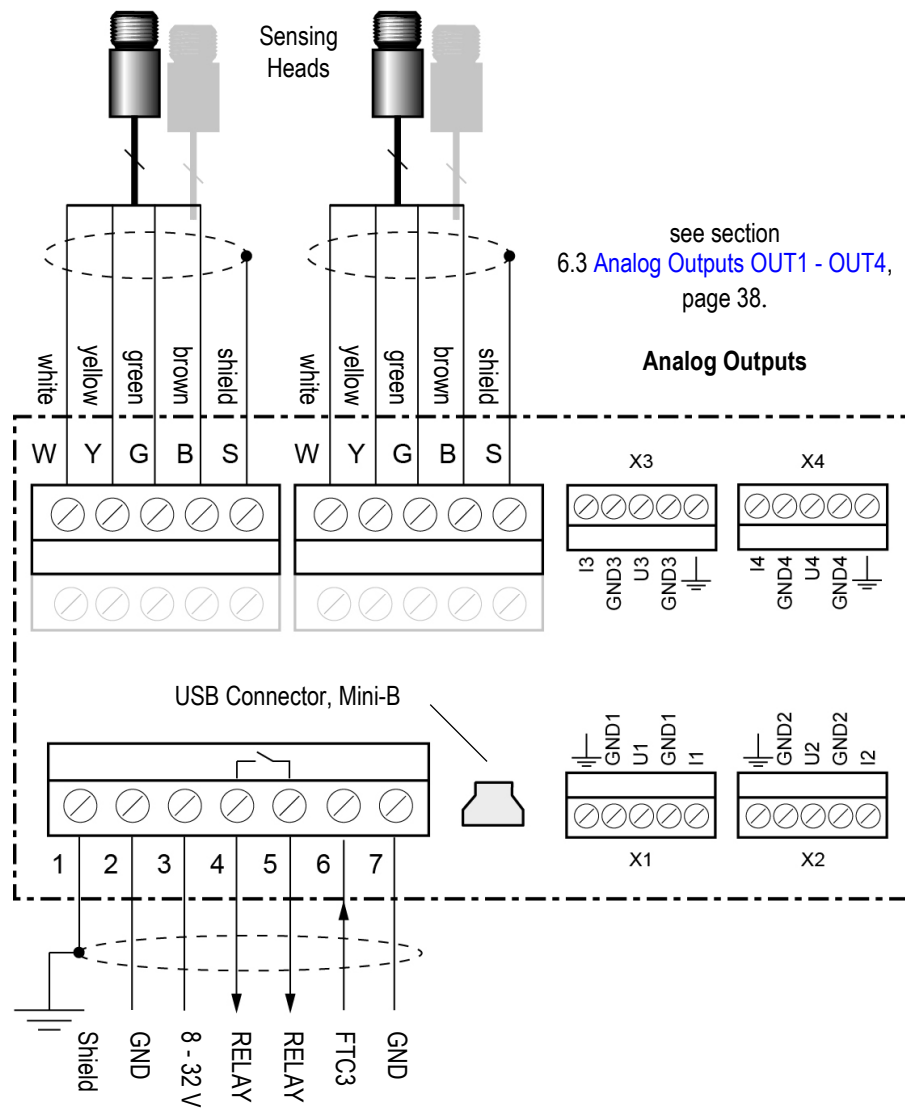 Sensing
Heads
see section
6.3 Analog Outputs OUT1 - OUT4,
page 38.
Analog Outputs
white
yellow
green
brown
shield
white
yellow
green
brown
shield
W Y G B S
W Y G B S
X3
X4
I3
GND3
U3
GND3
I4
GND4
U4
GND4
USB Connector, Mini-B
GND1
U1
GND1
I1
GND2
U2
GND2
I2
X1
X2
1 2 3 4 5 6 7
Shield
GND
8 - 32 V
RELAY
RELAY
FTC3
GND